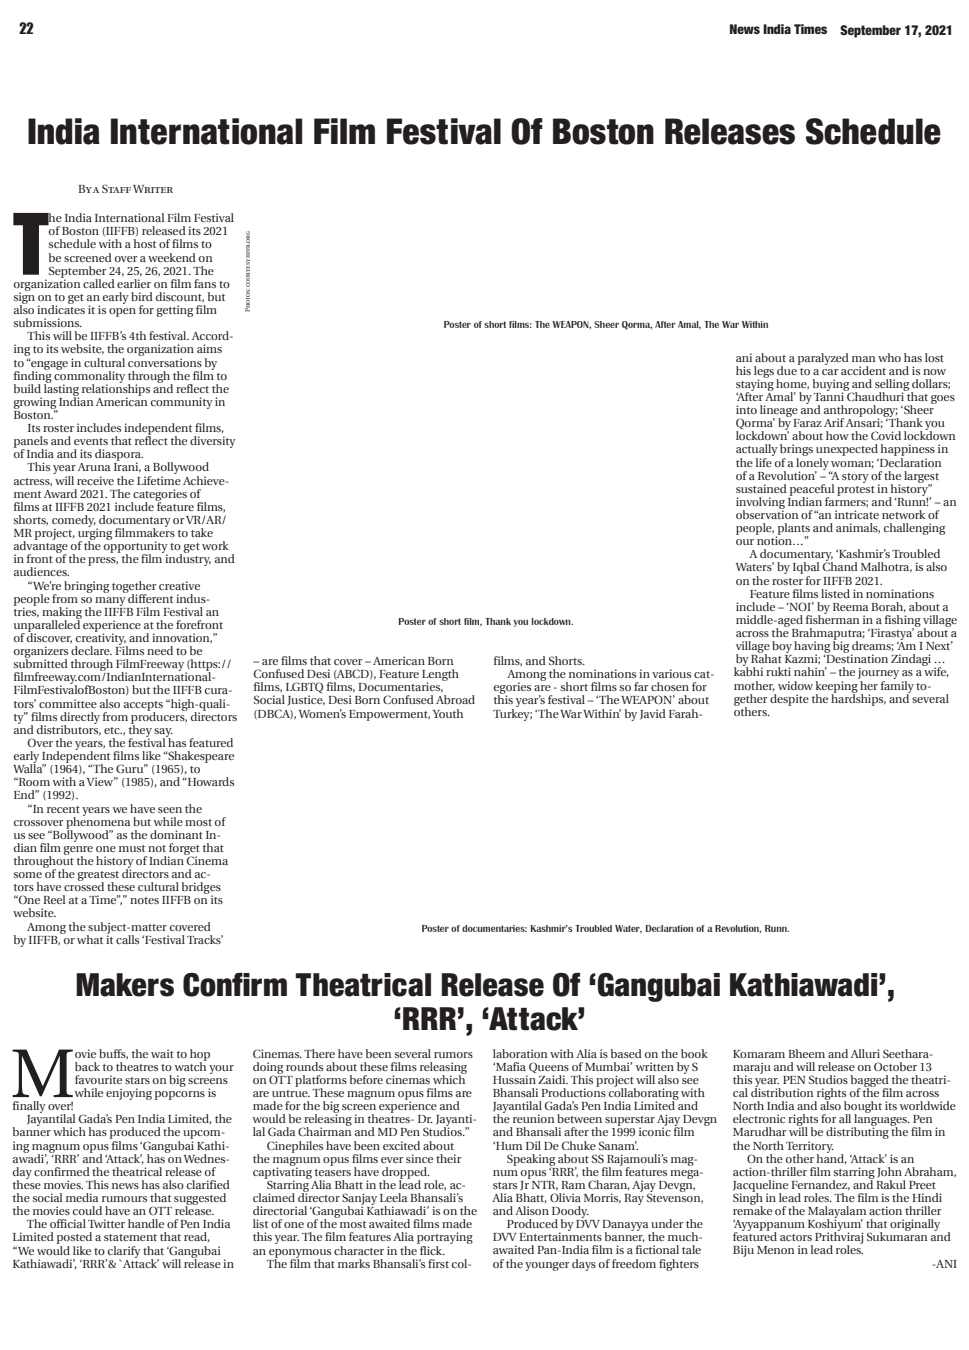 22
News India Times September 17, 2021
India International Film Festival Of Boston Releases Schedule
By a Staff Writer
The India International Film Festival
of Boston (IIFFB) released its 2021
schedule with a host of films to
be screened over a weekend on
September 24, 25, 26, 2021. The
organization called earlier on film fans to
sign on to get an early bird discount, but
also indicates it is open for getting film
submissions.
This will be IIFFB’s 4th festival. Accord-
ing to its website, the organization aims
to “engage in cultural conversations by
finding commonality through the film to
build lasting relationships and reflect the
growing Indian American community in
Boston.”
Its roster includes independent films,
panels and events that reflect the diversity
of India and its diaspora.
This year Aruna Irani, a Bollywood
actress, will receive the Lifetime Achieve-
ment Award 2021. The categories of
films at IIFFB 2021 include feature films,
shorts, comedy, documentary or VR/AR/
MR project, urging filmmakers to take
advantage of the opportunity to get work
in front of the press, the film industry, and
audiences.
“We’re bringing together creative
people from so many different indus-
tries, making the IIFFB Film Festival an
unparalleled experience at the forefront
of discover, creativity, and innovation,”
organizers declare. Films need to be
submitted through FilmFreeway (https://
filmfreeway.com/IndianInternational-
FilmFestivalofBoston) but the IIFFB cura-
tors’ committee also accepts “high-quali-
ty” films directly from producers, directors
and distributors, etc., they say.
Over the years, the festival has featured
early Independent films like “Shakespeare
Walla” (1964), “The Guru” (1965), to
“Room with a View” (1985), and “Howards
End” (1992).
“In recent years we have seen the
crossover phenomena but while most of
us see “Bollywood” as the dominant In-
dian film genre one must not forget that
throughout the history of Indian Cinema
some of the greatest directors and ac-
tors have crossed these cultural bridges
“One Reel at a Time”,” notes IIFFB on its
website.
Among the subject-matter covered
by IIFFB, or what it calls ‘Festival Tracks’
Photos: courtesy iiffb.org
Poster of short films: The WEAPON, Sheer Qorma, After Amal, The War Within
Poster of short film, Thank you lockdown.
– are films that cover – American Born
Confused Desi (ABCD), Feature Length
films, LGBTQ films, Documentaries,
Social Justice, Desi Born Confused Abroad
(DBCA), Women’s Empowerment, Youth
films, and Shorts.
Among the nominations in various cat-
egories are - short films so far chosen for
this year’s festival – ‘The WEAPON’ about
Turkey; ‘The War Within’ by Javid Farah-
ani about a paralyzed man who has lost
his legs due to a car accident and is now
staying home, buying and selling dollars;
‘After Amal’ by Tanni Chaudhuri that goes
into lineage and anthropology; ‘Sheer
Qorma’ by Faraz Arif Ansari; ‘Thank you
lockdown’ about how the Covid lockdown
actually brings unexpected happiness in
the life of a lonely woman; ‘Declaration
of a Revolution’ – “A story of the largest
sustained peaceful protest in history”
involving Indian farmers; and ‘Runn!’ – an
observation of “an intricate network of
people, plants and animals, challenging
our notion…”
A documentary, ‘Kashmir’s Troubled
Waters’ by Iqbal Chand Malhotra, is also
on the roster for IIFFB 2021.
Feature films listed in nominations
include – ‘NOI’ by Reema Borah, about a
middle-aged fisherman in a fishing village
across the Brahmaputra; ‘Firastya’ about a
village boy having big dreams; ‘Am I Next’
by Rahat Kazmi; ‘Destination Zindagi …
kabhi rukti nahin’ – the journey as a wife,
mother, widow keeping her family to-
gether despite the hardships, and several
others.
Poster of documentaries: Kashmir’s Troubled Water, Declaration of a Revolution, Runn.
Makers Confirm Theatrical Release Of ‘Gangubai Kathiawadi’,
‘RRR’, ‘Attack’
Movie buffs, the wait to hop
back to theatres to watch your
favourite stars on big screens
while enjoying popcorns is
finally over!
Jayantilal Gada’s Pen India Limited, the
banner which has produced the upcom-
ing magnum opus films ‘Gangubai Kathi-
awadi’, ‘RRR’ and ‘Attack’, has on Wednes-
day confirmed the theatrical release of
these movies. This news has also clarified
the social media rumours that suggested
the movies could have an OTT release.
The official Twitter handle of Pen India
Limited posted a statement that read,
“We would like to clarify that ‘Gangubai
Kathiawadi’, ‘RRR’& `Attack’ will release in
Cinemas. There have been several rumors
doing rounds about these films releasing
on OTT platforms before cinemas which
are untrue. These magnum opus films are
made for the big screen experience and
would be releasing in theatres- Dr. Jayanti-
lal Gada Chairman and MD Pen Studios.”
Cinephiles have been excited about
the magnum opus films ever since their
captivating teasers have dropped.
Starring Alia Bhatt in the lead role, ac-
claimed director Sanjay Leela Bhansali’s
directorial ‘Gangubai Kathiawadi’ is on the
list of one of the most awaited films made
this year. The film features Alia portraying
an eponymous character in the flick.
The film that marks Bhansali’s first col-
laboration with Alia is based on the book
‘Mafia Queens of Mumbai’ written by S
Hussain Zaidi. This project will also see
Bhansali Productions collaborating with
Jayantilal Gada’s Pen India Limited and
the reunion between superstar Ajay Devgn
and Bhansali after the 1999 iconic film
‘Hum Dil De Chuke Sanam’.
Speaking about SS Rajamouli’s mag-
num opus ‘RRR’, the film features mega-
stars Jr NTR, Ram Charan, Ajay Devgn,
Alia Bhatt, Olivia Morris, Ray Stevenson,
and Alison Doody.
Produced by DVV Danayya under the
DVV Entertainments banner, the much-
awaited Pan-India film is a fictional tale
of the younger days of freedom fighters
Komaram Bheem and Alluri Seethara-
maraju and will release on October 13
this year. PEN Studios bagged the theatri-
cal distribution rights of the film across
North India and also bought its worldwide
electronic rights for all languages. Pen
Marudhar will be distributing the film in
the North Territory.
On the other hand, ‘Attack’ is an
action-thriller film starring John Abraham,
Jacqueline Fernandez, and Rakul Preet
Singh in lead roles. The film is the Hindi
remake of the Malayalam action thriller
‘Ayyappanum Koshiyum’ that originally
featured actors Prithviraj Sukumaran and
Biju Menon in lead roles.
-ANI